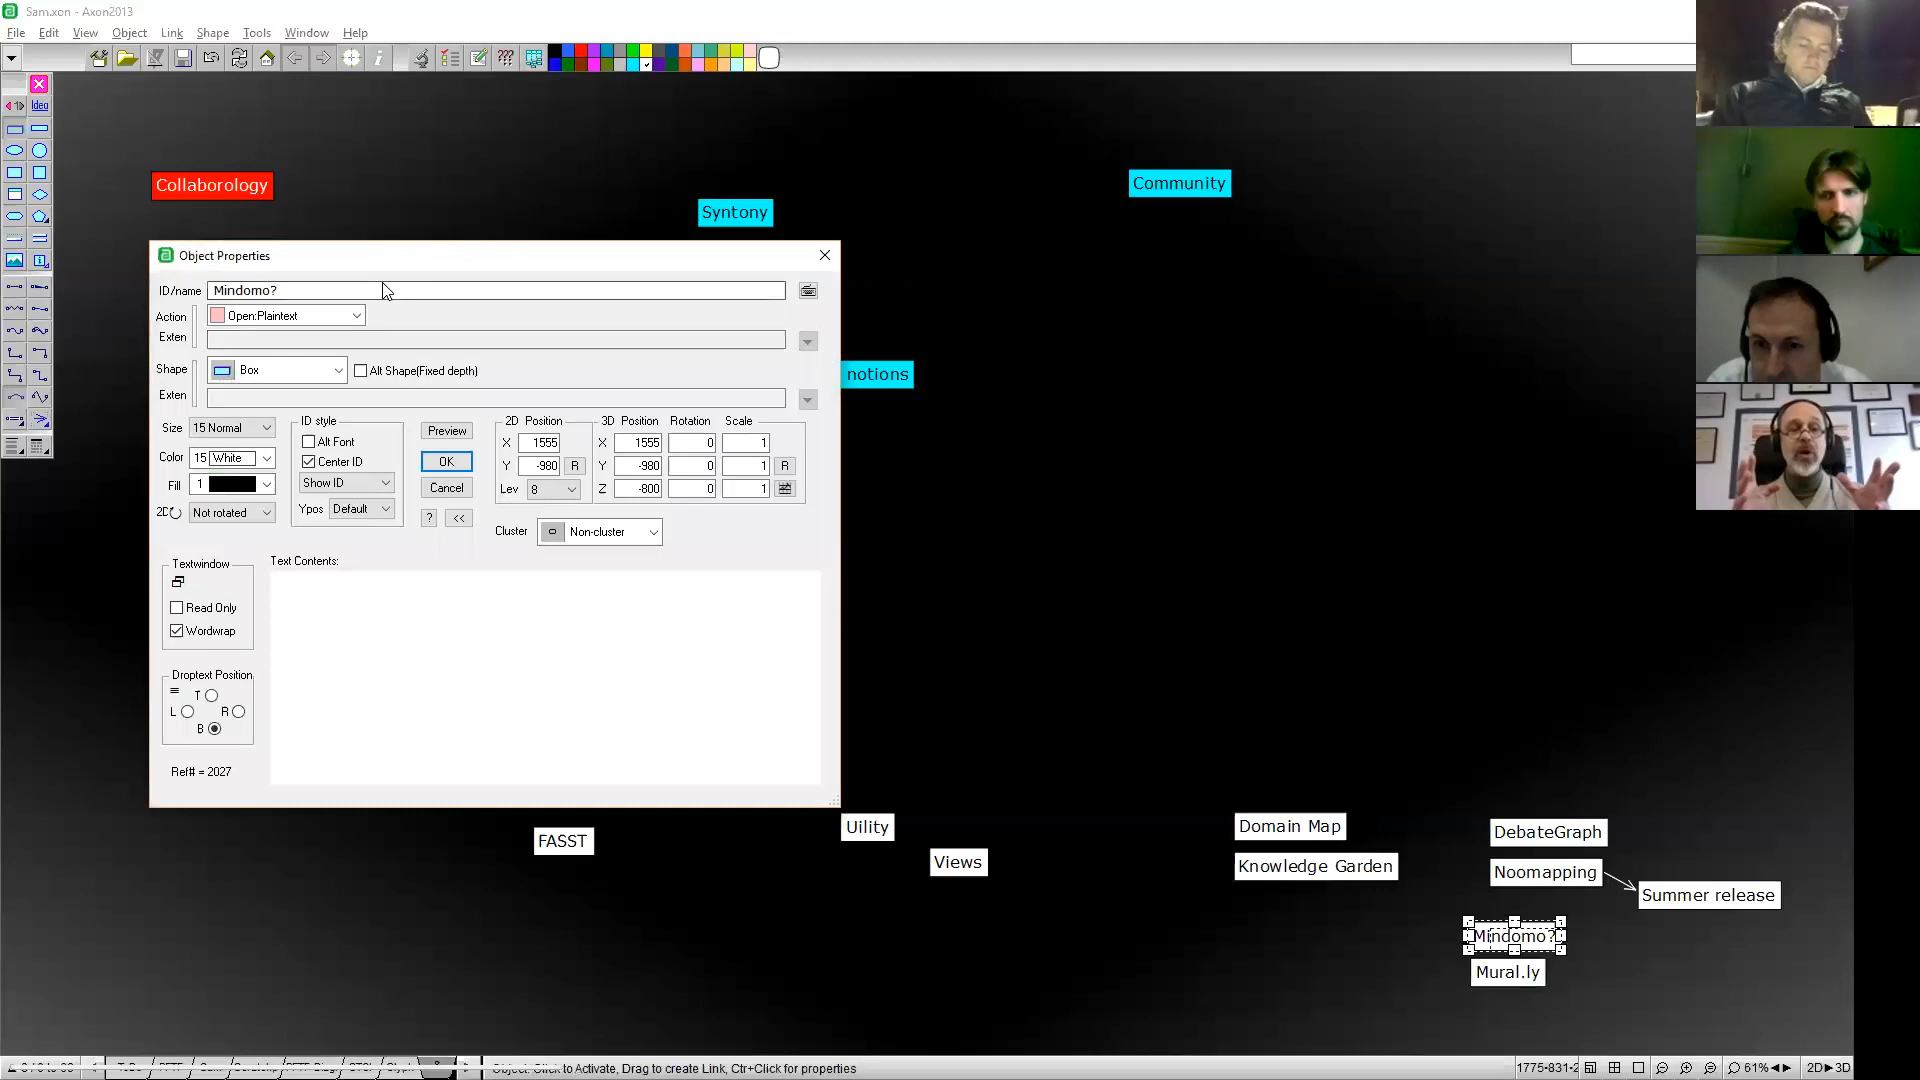 Sam.xon - Axon2013
File Edit View Object Link Shape Tools Window Help
Idea
Collaborology
Community
Syntony
Object Properties
ID/name Mindomo?
Action Open:Plaintext
Exten
Shape Box Alt Shape(Fixed depth)
notions
Exten
Size 15 Normal
ID style
Alt Font
Center ID
Show ID
Ypos Default
Color 15 White
Fill 1
2D Not rotated
Preview
OK
Cancel
? <<
2D Position 3D Position Rotation Scale
X 1555 X 1555 0 1
Y -980 R Y -980 0 1 R
Lev 8 Z -800 0 1
Cluster Non-cluster
Textwindow
Read Only
Wordwrap
Text Contents:
Droptext Position
T
L R
B
Ref# = 2027
FASST
Uility
Views
Domain Map
Knowledge Garden
DebateGraph
Noomapping
Summer release
Mindomo?
Mural.ly
Object: Click to Activate, Drag to create Link, Ctr+Click for properties
1775•831•2
61%
2D▶3D